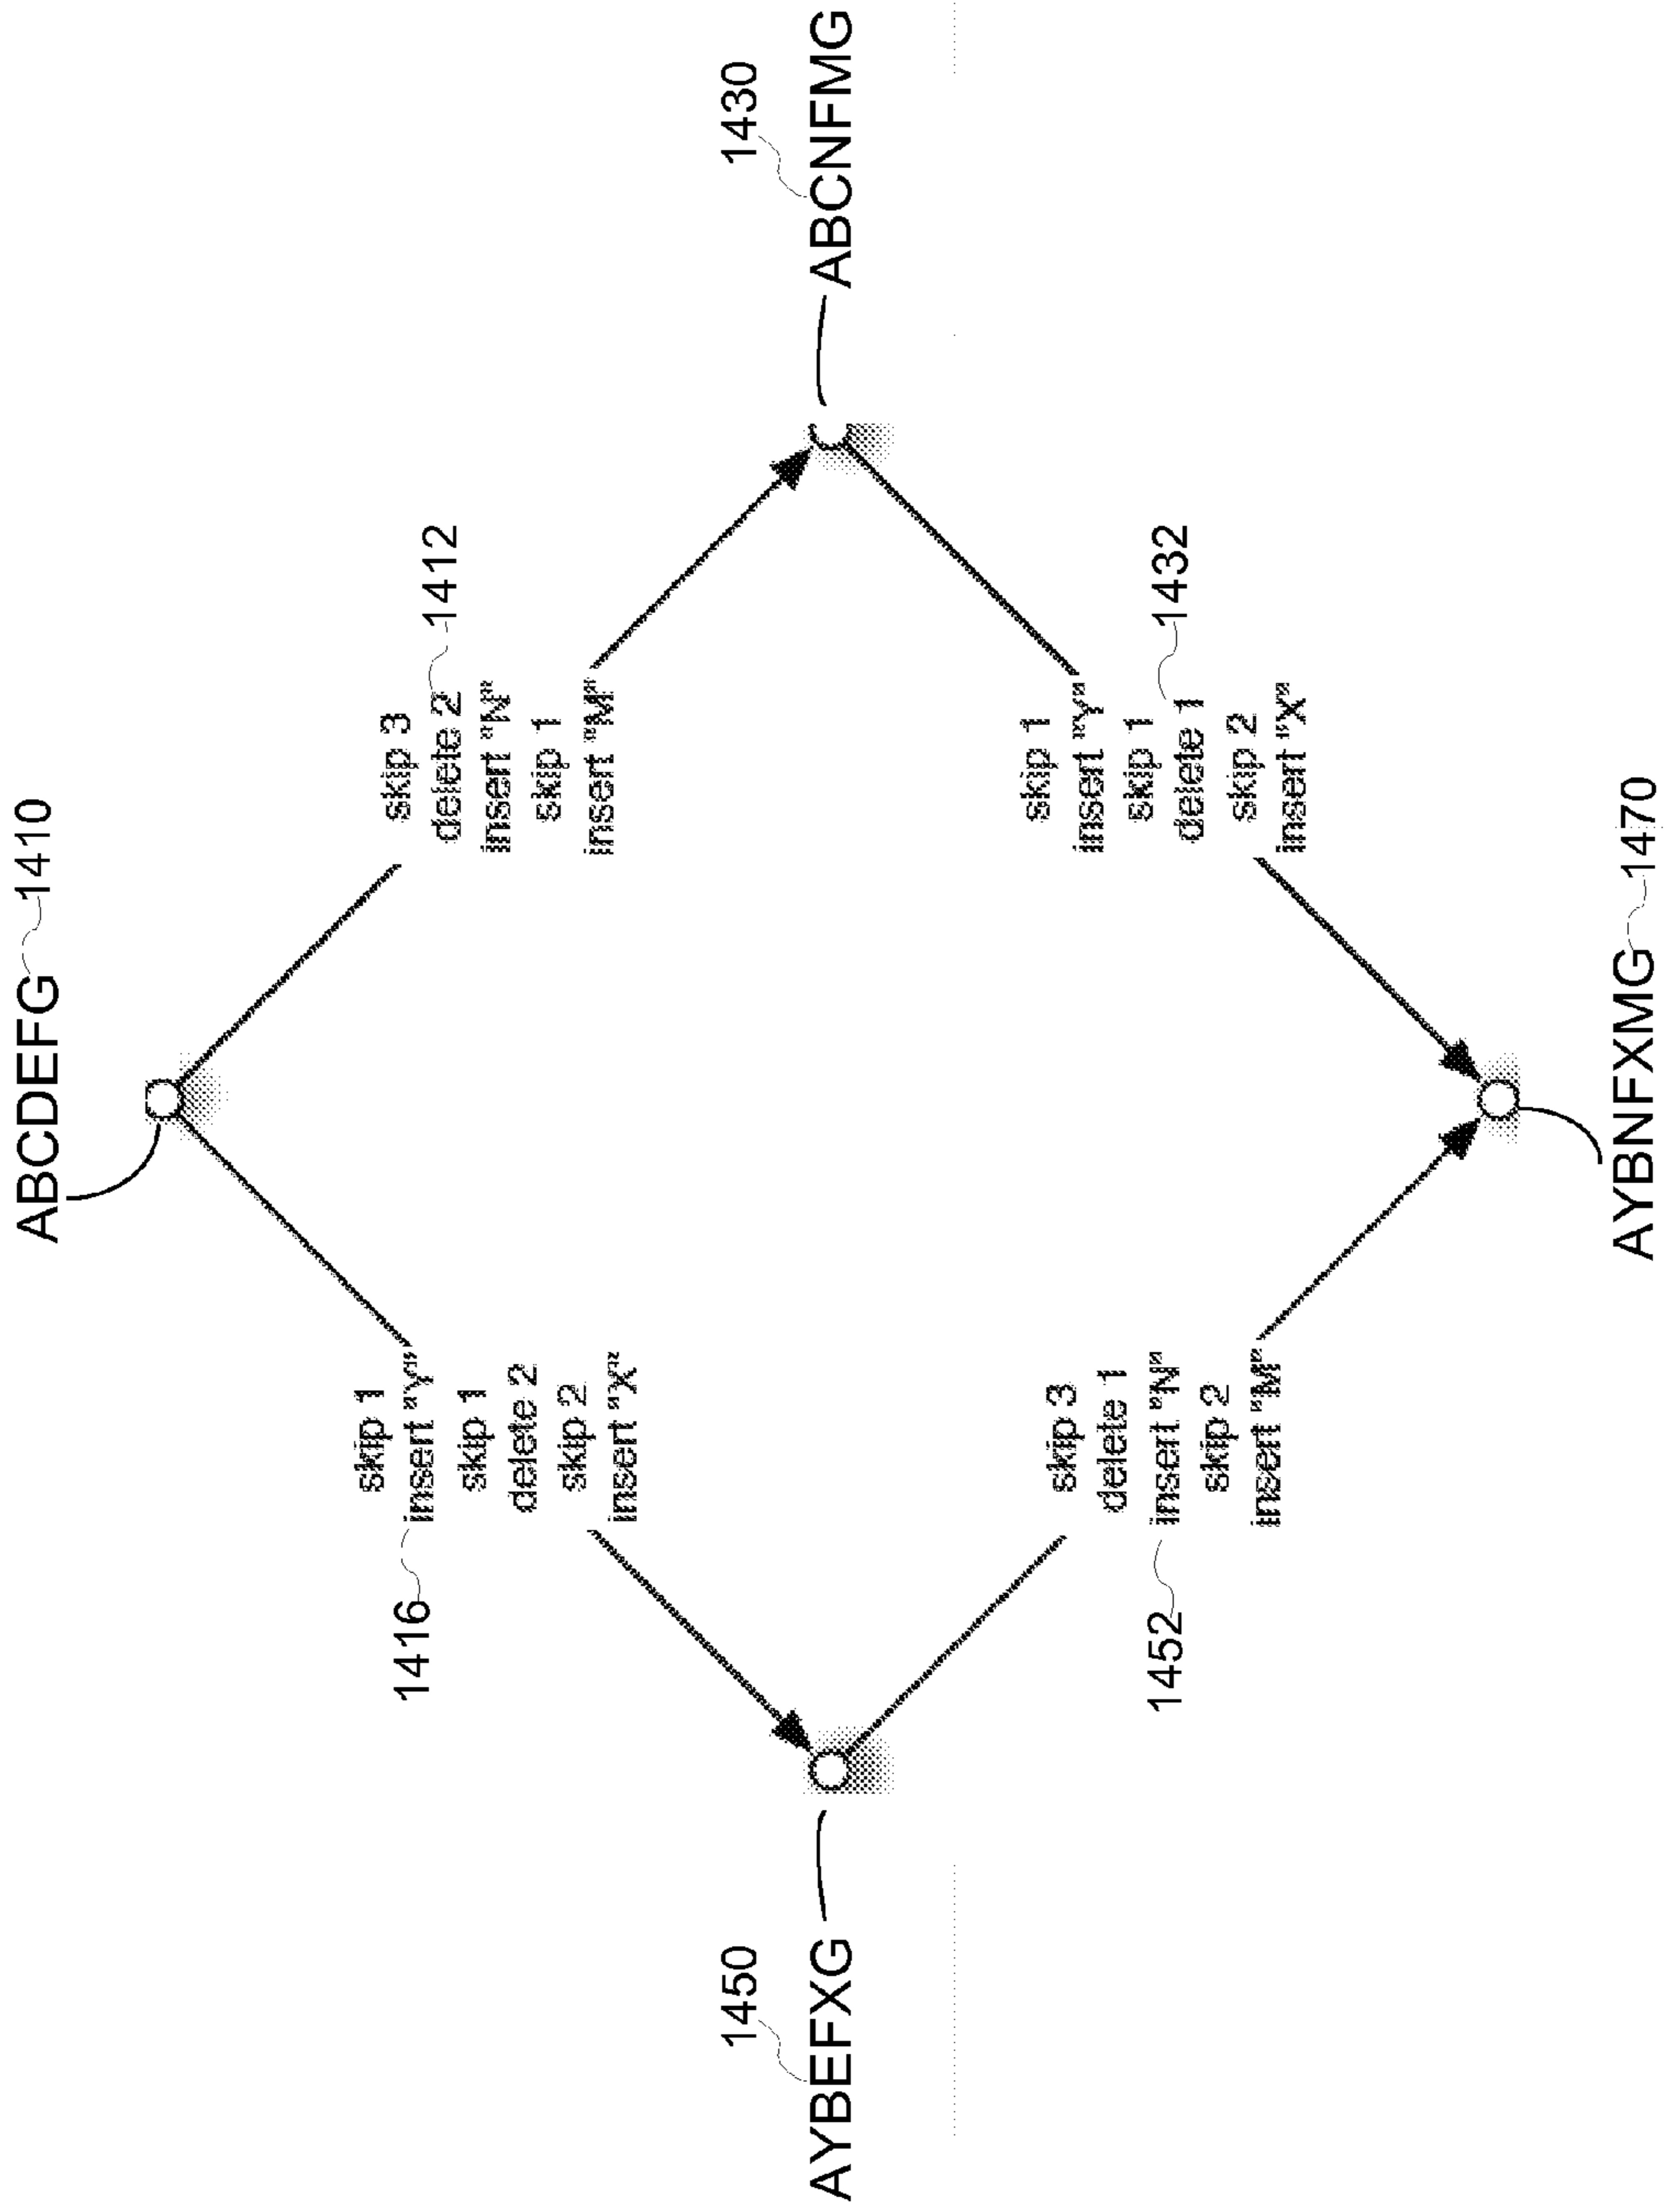 ABCDEFG 1410
skip 1
insert "Y"
skip 1
delete 2
skip 2
insert "X"
1416
skip 3
delete 2
insert "N"
skip 1
insert "M"
1412
1450
AYBEFXG
1430
ABCNFMG
skip 3
delete 1
insert "N"
skip 2
insert "M"
1452
skip 1
insert "Y"
skip 1
delete 1
skip 2
insert "X"
1432
AYBNFXMG 1470